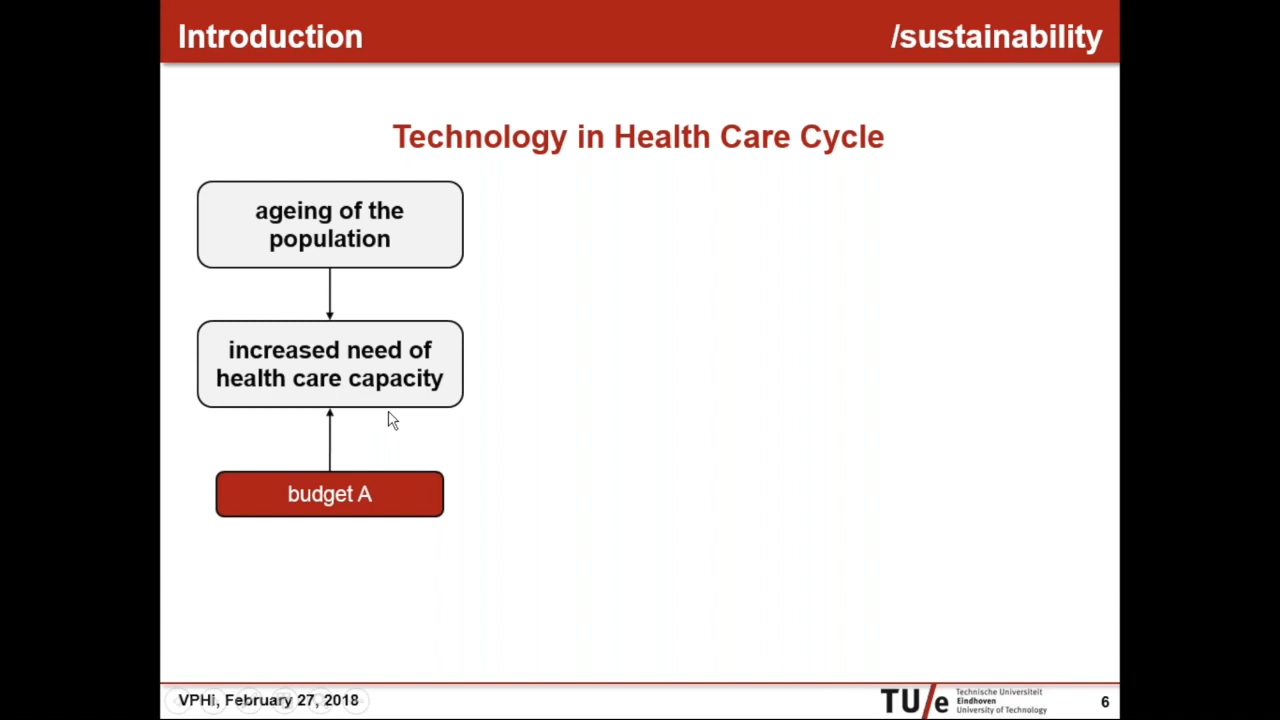 Introduction
/sustainability
Technology in Health Care Cycle
ageing of the
population
increased need of
health care capacity
budget A
VPHi, February 27, 2018
TU/e
Technische Universiteit
Eindhoven
University of Technology
6